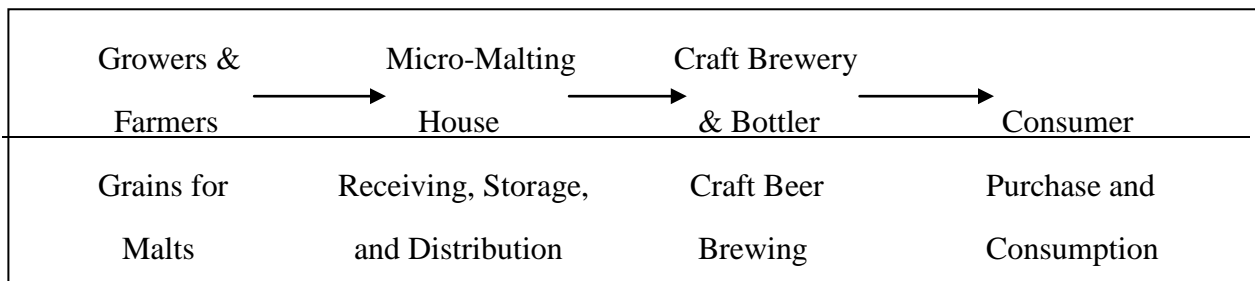 Growers & Micro-Malting Craft Brewery
Farmers House & Bottler Consumer
Grains for Receiving, Storage, Craft Beer Purchase and
Malts and Distribution Brewing Consumption